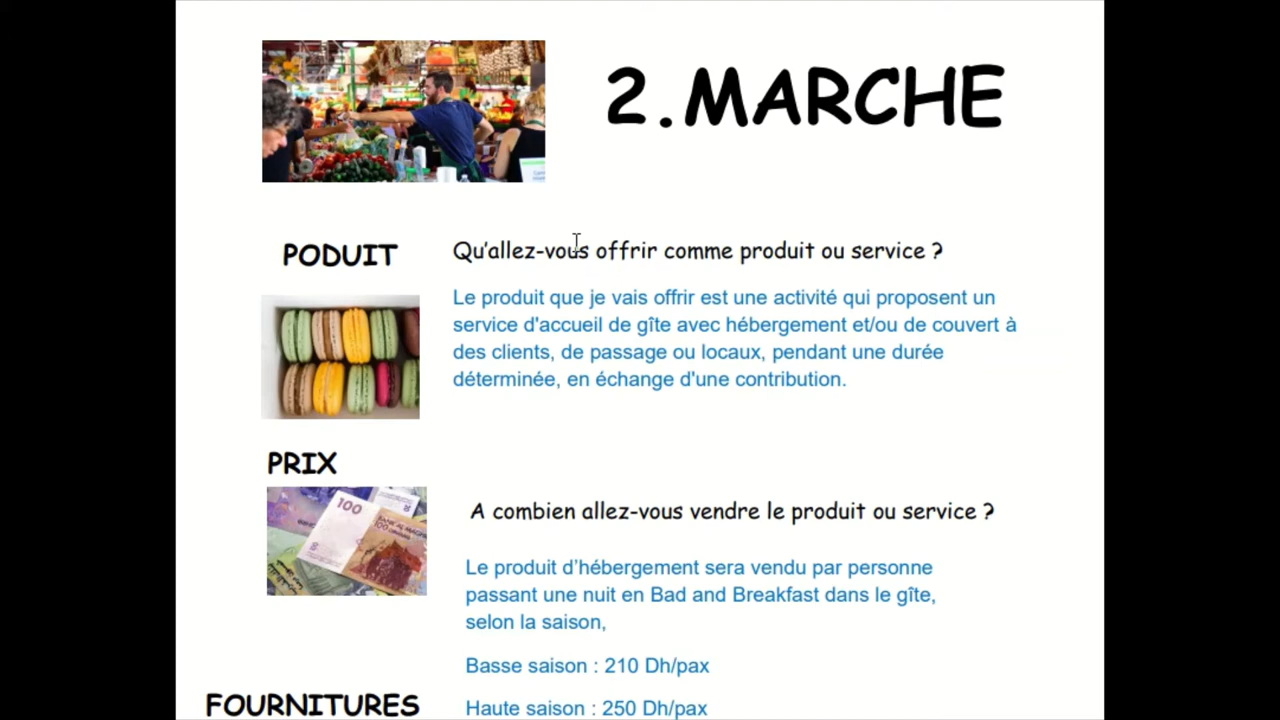 2.MARCHE
PODUIT
Qu'allez-vous offrir comme produit ou service ?
Le produit que je vais offrir est une activité qui proposent un
service d'accueil de gîte avec hébergement et/ou de couvert à
des clients, de passage ou locaux, pendant une durée
déterminée, en échange d'une contribution.
PRIX
100
100
A combien allez-vous vendre le produit ou service ?
Le produit d'hébergement sera vendu par personne
passant une nuit en Bad and Breakfast dans le gîte,
selon la saison,
Basse saison : 210 Dh/pax
FOURNITURES
Haute saison : 250 Dh/pax